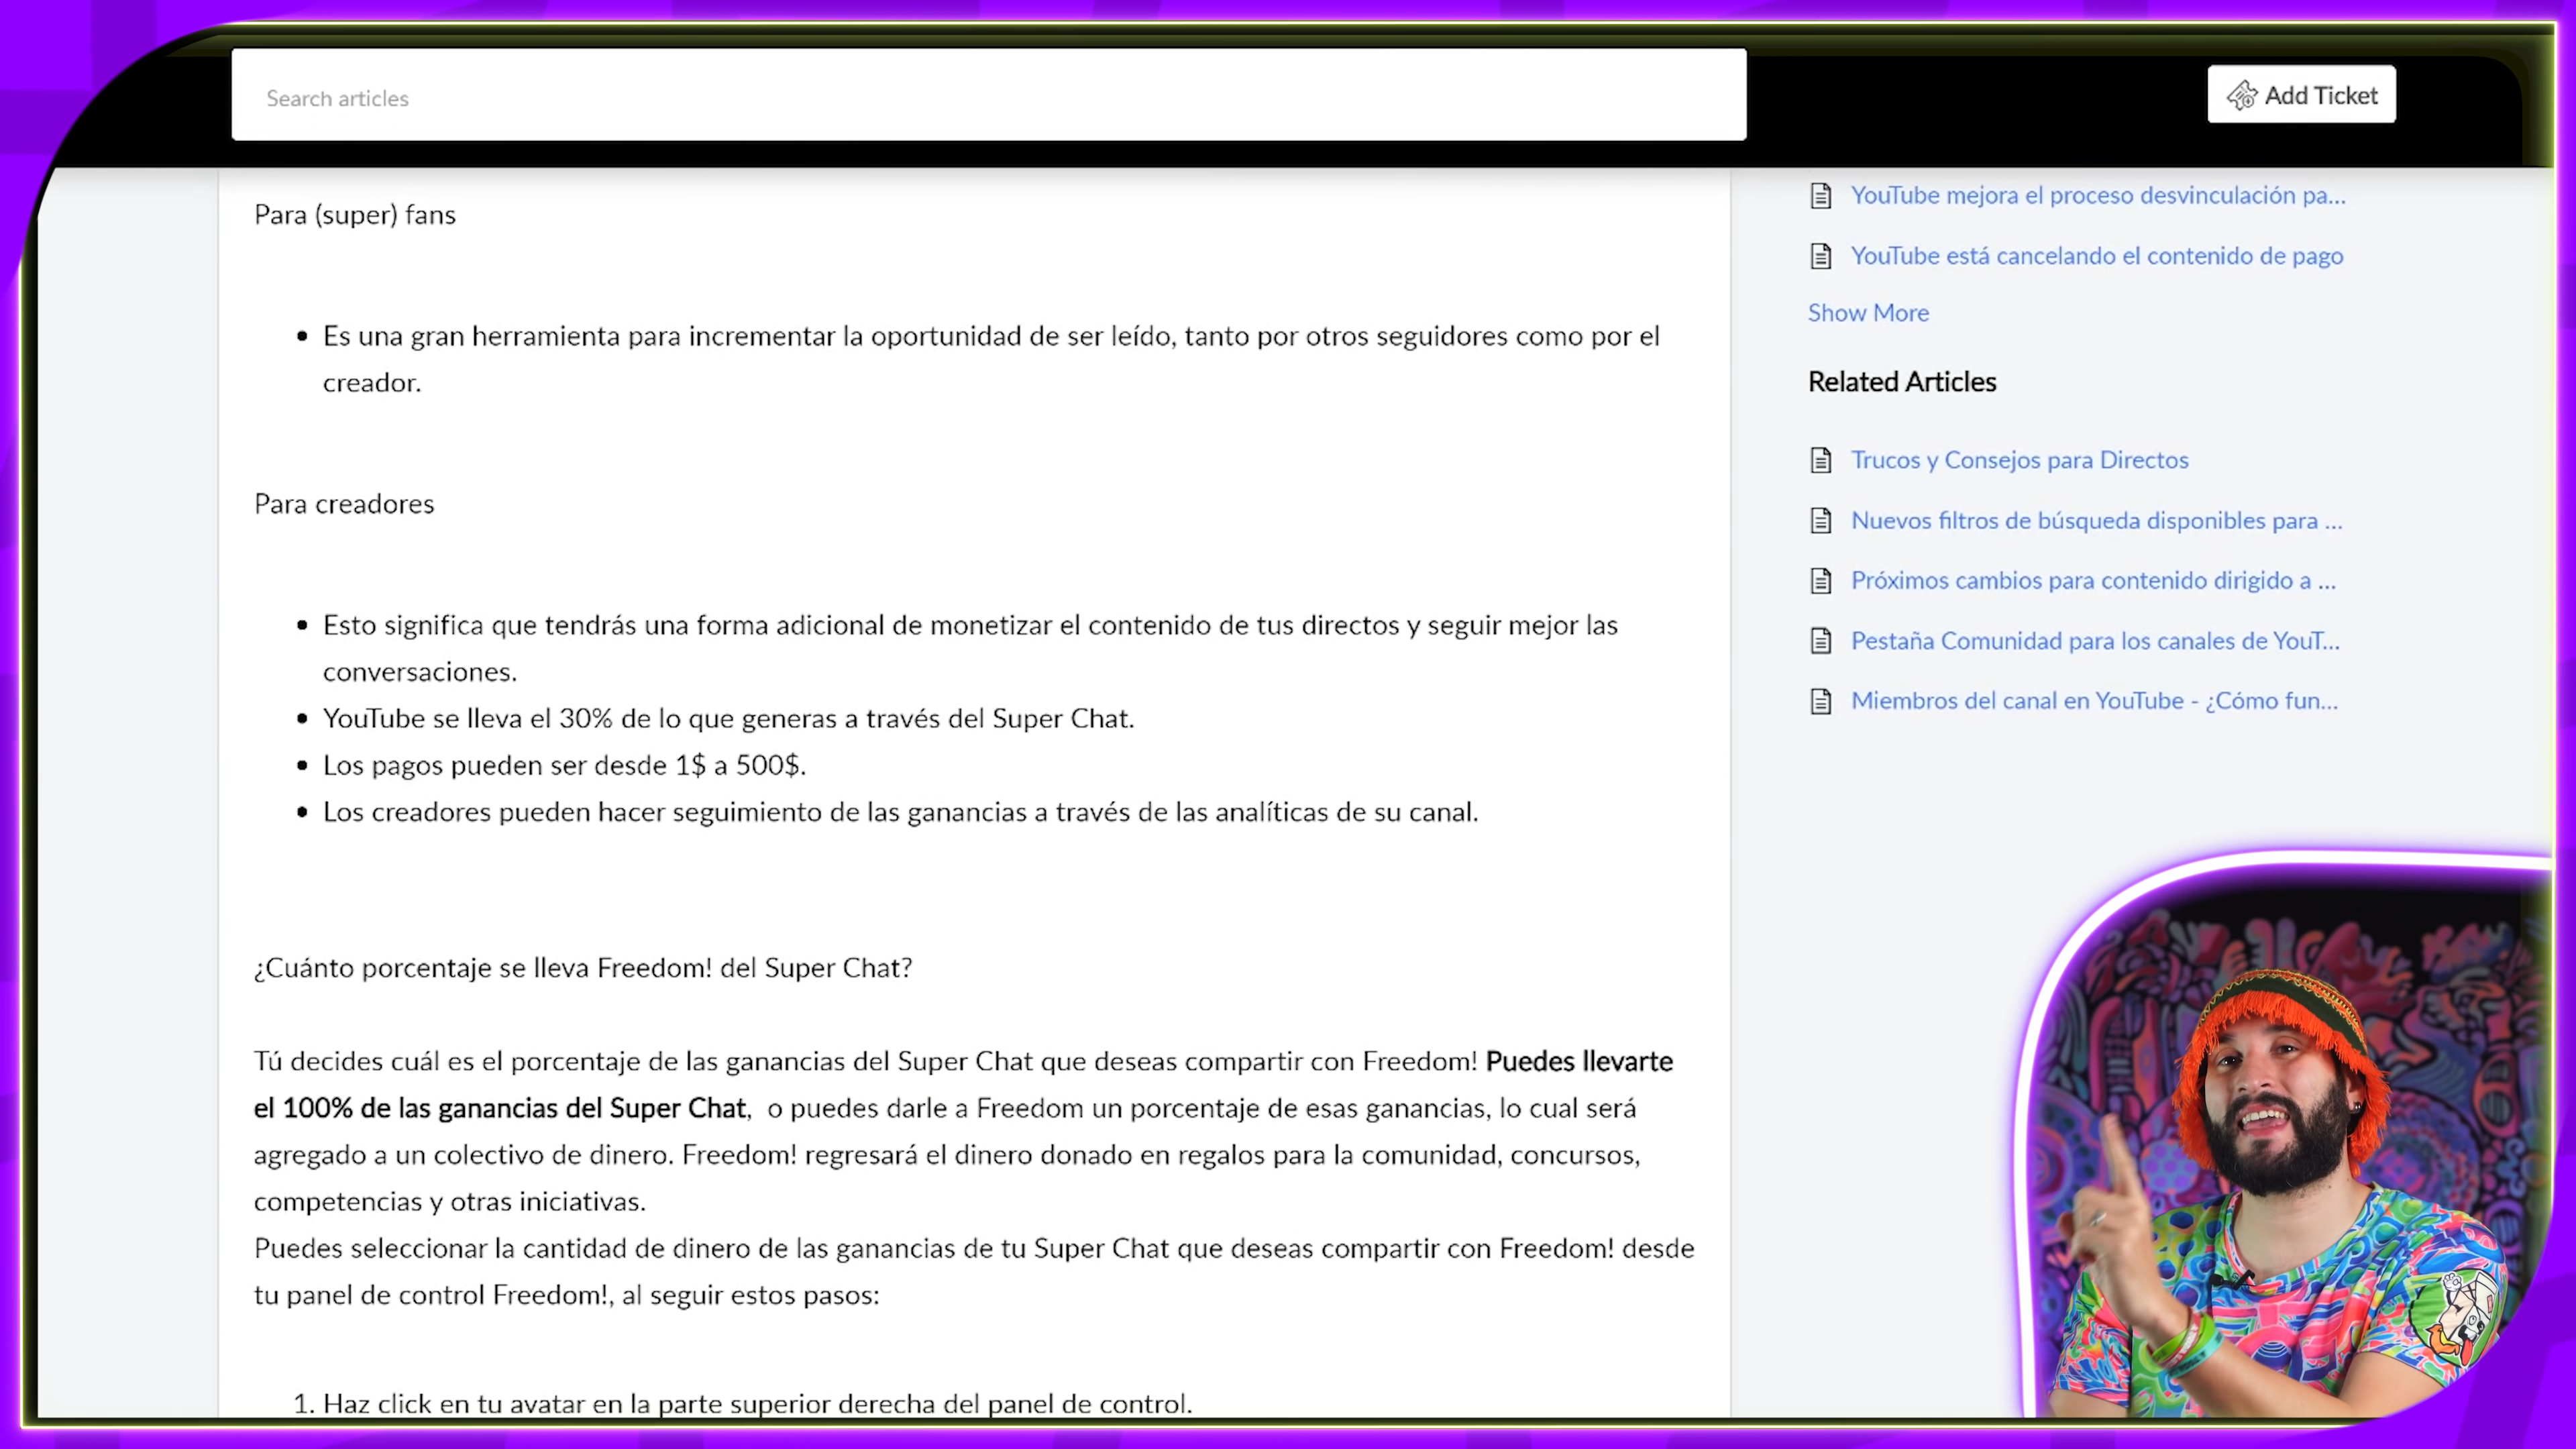 Search articles
Add Ticket
Para (super) fans
• Es una gran herramienta para incrementar la oportunidad de ser leído, tanto por otros seguidores como por el
creador.
Para creadores
• Esto significa que tendrás una forma adicional de monetizar el contenido de tus directos y seguir mejor las
conversaciones.
• YouTube se lleva el 30% de lo que generas a través del Super Chat.
• Los pagos pueden ser desde 1$ a 500$.
• Los creadores pueden hacer seguimiento de las ganancias a través de las analíticas de su canal.
¿Cuánto porcentaje se lleva Freedom! del Super Chat?
Tú decides cuál es el porcentaje de las ganancias del Super Chat que deseas compartir con Freedom! Puedes llevarte
el 100% de las ganancias del Super Chat, o puedes darle a Freedom un porcentaje de esas ganancias, lo cual será
agregado a un colectivo de dinero. Freedom! regresará el dinero donado en regalos para la comunidad, concursos,
competencias y otras iniciativas.
Puedes seleccionar la cantidad de dinero de las ganancias de tu Super Chat que deseas compartir con Freedom! desde
tu panel de control Freedom!, al seguir estos pasos:
1. Haz click en tu avatar en la parte superior derecha del panel de control.
YouTube mejora el proceso desvinculación pa...
YouTube está cancelando el contenido de pago
Show More
Related Articles
Trucos y Consejos para Directos
Nuevos filtros de búsqueda disponibles para ...
Próximos cambios para contenido dirigido a ...
Pestaña Comunidad para los canales de YouT...
Miembros del canal en YouTube - ¿Cómo fun...